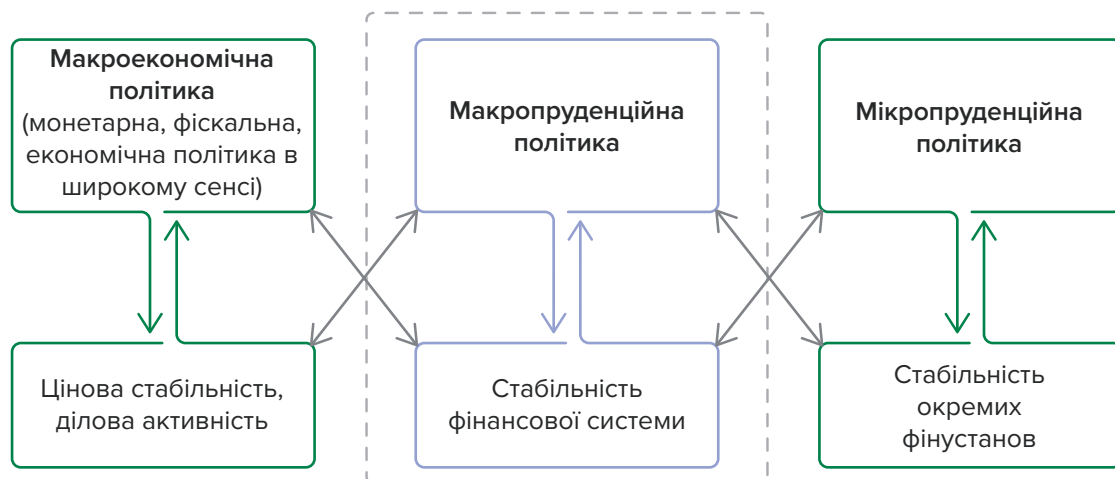 Макроекономічна
політика
(монетарна, фіскальна,
економічна політика в
широкому сенсі)
Макропруденційна
політика
Мікропруденційна
політика
Цінова стабільність,
ділова активність
Стабільність
фінансової системи
Стабільність
окремих
фінустанов